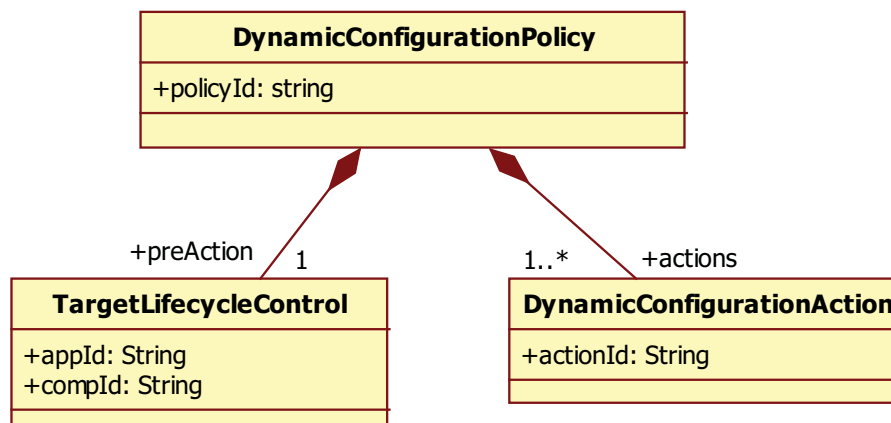 DynamicConfigurationPolicy
+policyId: string
+preAction
1
1..*
+actions
TargetLifecycleControl
+appId: String
+compId: String
DynamicConfigurationAction
+actionId: String